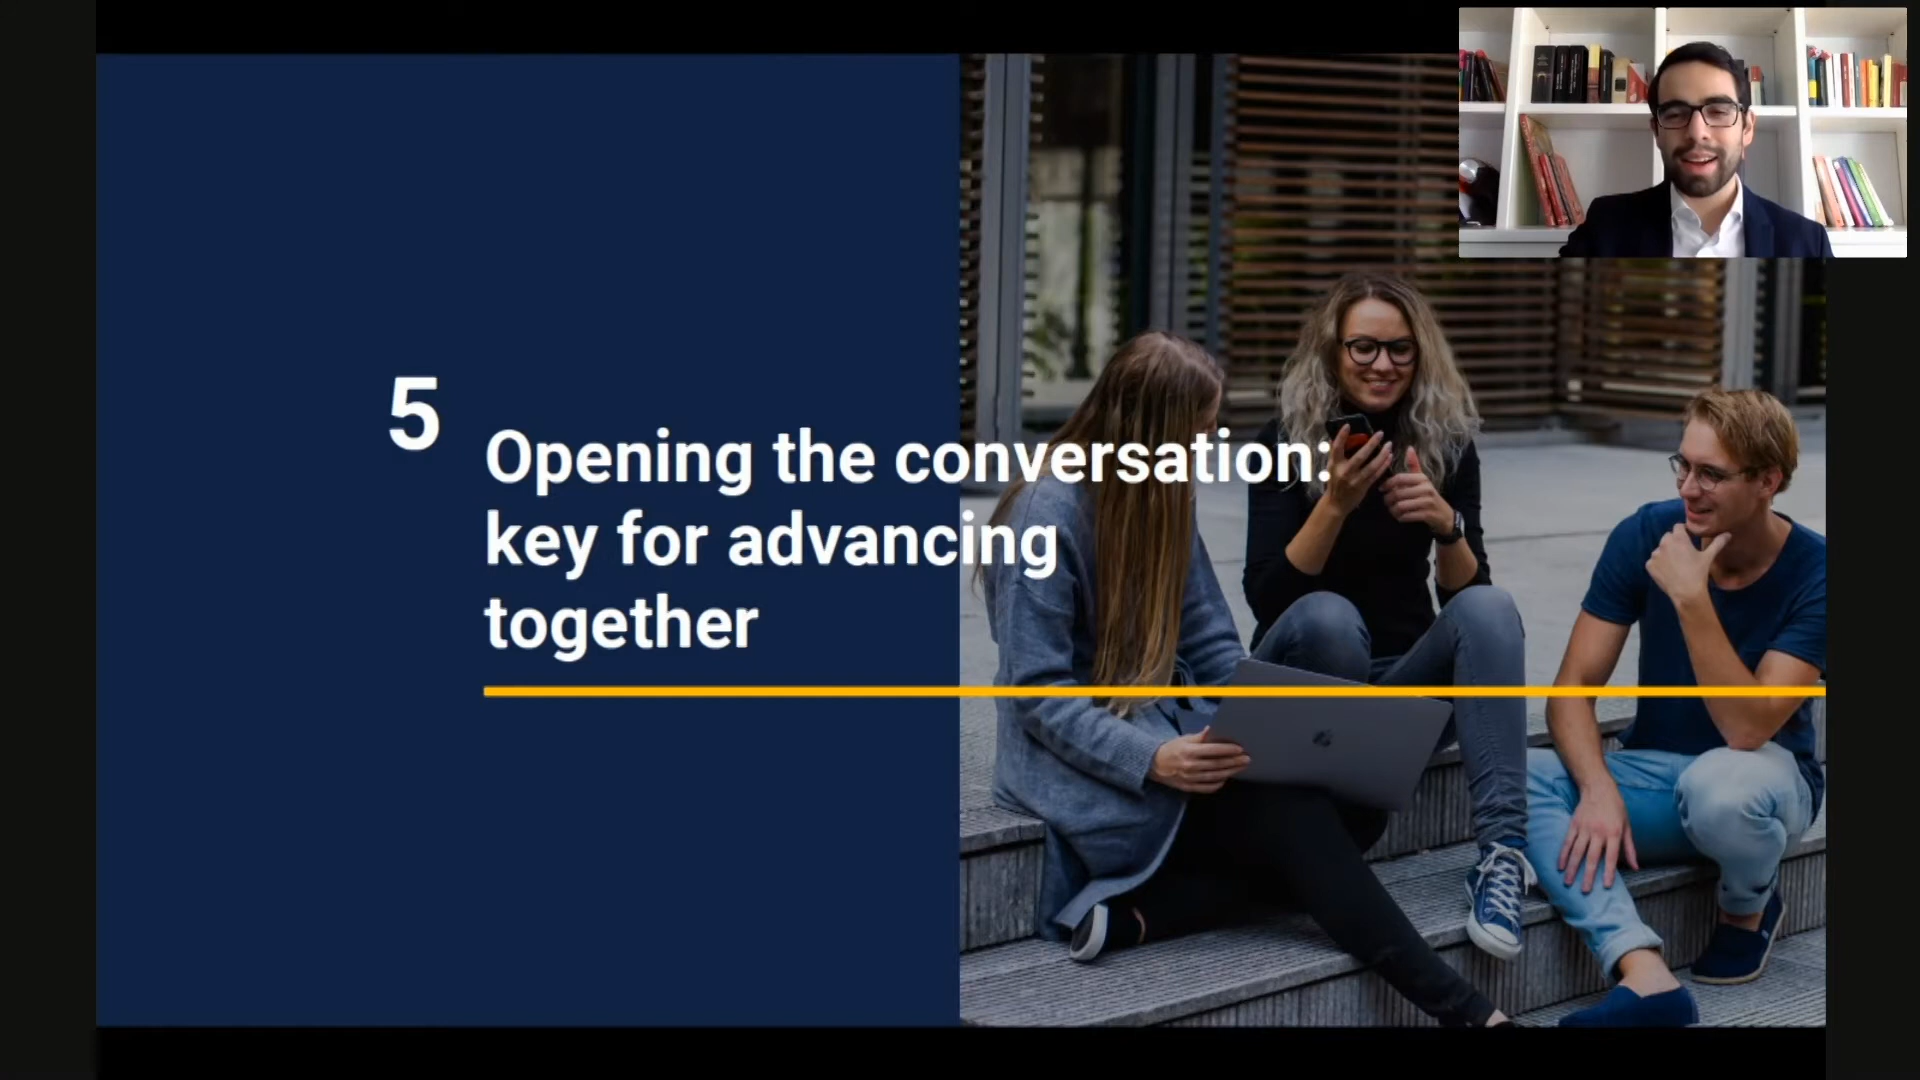 5
Opening the conversation:
key for advancing
together